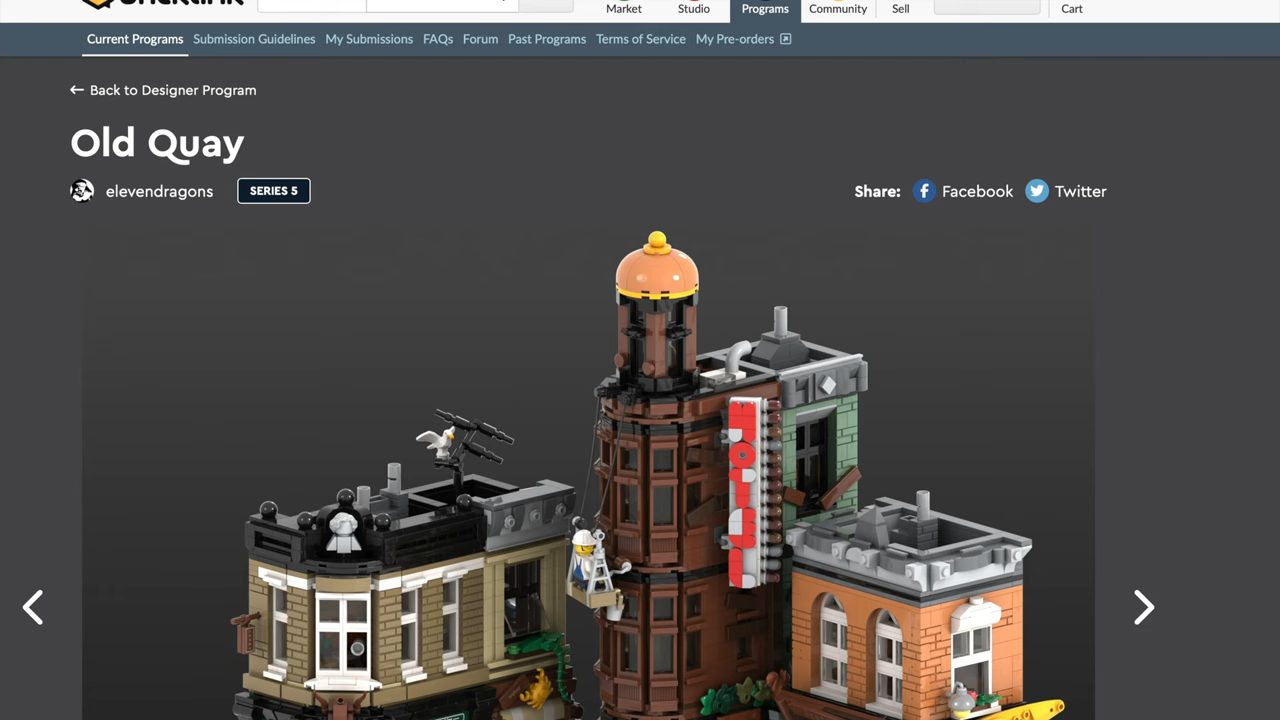 Market Studio Programs Community Sell Cart
Current Programs Submission Guidelines My Submissions FAQs Forum Past Programs Terms of Service My Pre-orders
← Back to Designer Program
Old Quay
elevendragons SERIES 5 Share: Facebook Twitter